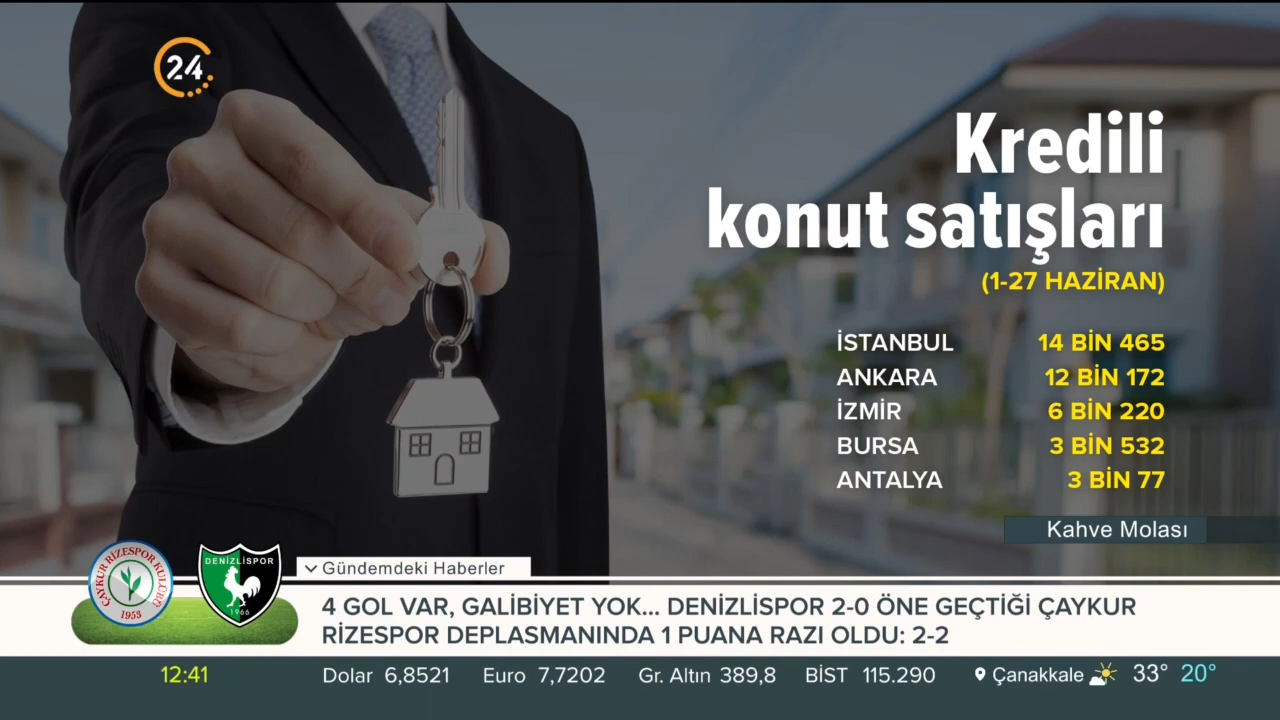 24
Kredili
konut satışları
(1-27 HAZİRAN)
İSTANBUL 14 BİN 465
ANKARA 12 BİN 172
İZMİR 6 BİN 220
BURSA 3 BİN 532
ANTALYA 3 BİN 77
Kahve Molası
ÇAYKUR RİZESPOR KULÜBÜ
1953
DENİZLİSPOR
1966
Gündemdeki Haberler
4 GOL VAR, GALİBİYET YOK... DENİZLİSPOR 2-0 ÖNE GEÇTİĞİ ÇAYKUR
RİZESPOR DEPLASMANINDA 1 PUANA RAZI OLDU: 2-2
12:41 Dolar 6,8521 Euro 7,7202 Gr. Altın 389,8 BİST 115.290 Çanakkale 33° 20°